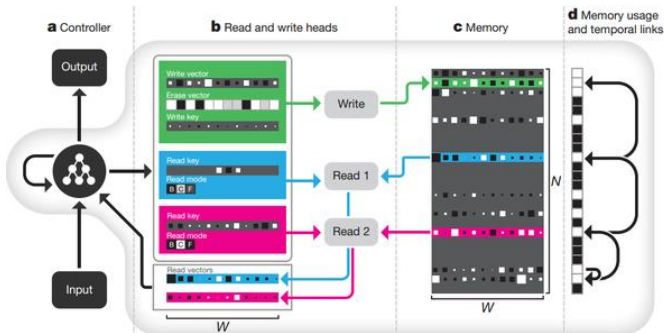 a Controller
b Read and write heads
c Memory
d Memory usage
and temporal links
Output
Input
Write vector
Erase vector
Write key
Read key
Read mode
B C F
Read key
Read mode
B C F
Read vectors
W
Write
Read 1
Read 2
N
W